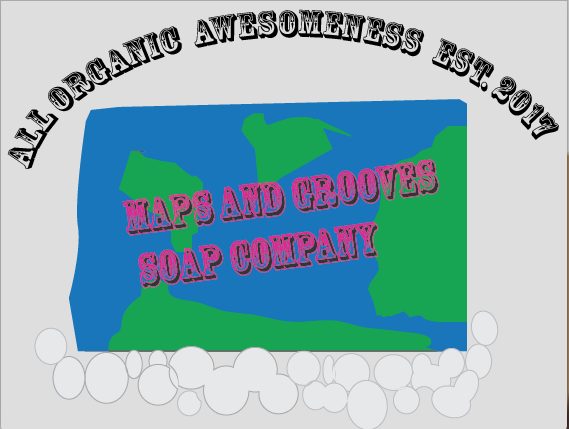 ALL ORGANIC AWESOMENESS EST. 2017
MAPS AND GROOVES
SOAP COMPANY